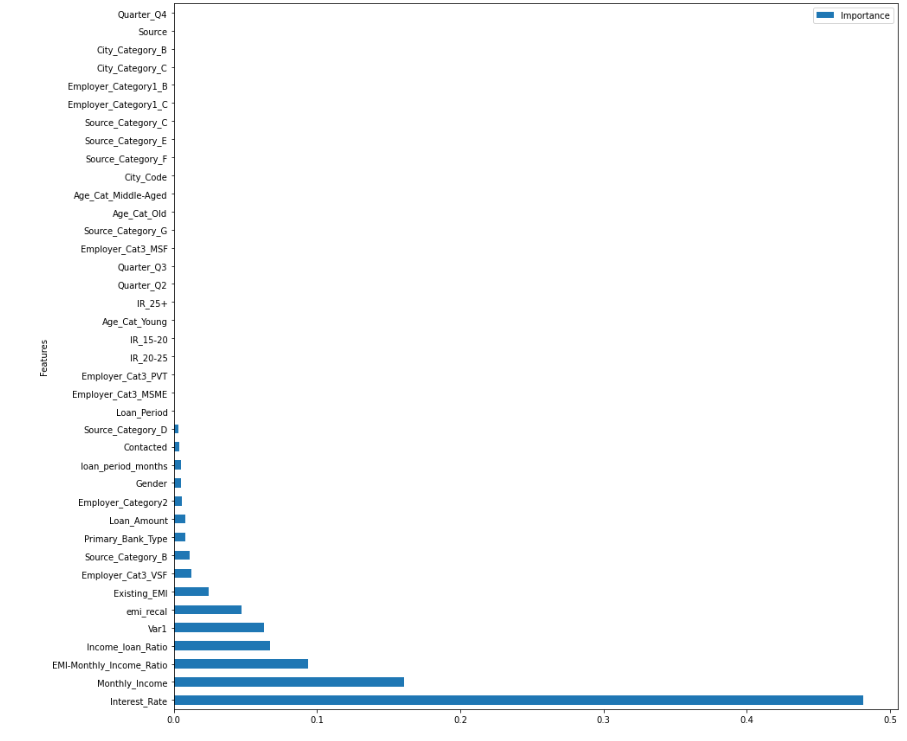 Importance
Quarter_Q4
Source
City_Category_B
City_Category_C
Employer_Category1_B
Employer_Category1_C
Source_Category_C
Source_Category_E
Source_Category_F
City_Code
Age_Cat_Middle-Aged
Age_Cat_Old
Source_Category_G
Employer_Cat3_MSF
Quarter_Q3
Quarter_Q2
IR_25+
Age_Cat_Young
IR_15-20
IR_20-25
Employer_Cat3_PVT
Employer_Cat3_MSME
Loan_Period
Source_Category_D
Contacted
loan_period_months
Gender
Employer_Category2
Loan_Amount
Primary_Bank_Type
Source_Category_B
Employer_Cat3_VSF
Existing_EMI
emi_recal
Var1
Income_loan_Ratio
EMI-Monthly_Income_Ratio
Monthly_Income
Interest_Rate
Features
0.0 0.1 0.2 0.3 0.4 0.5